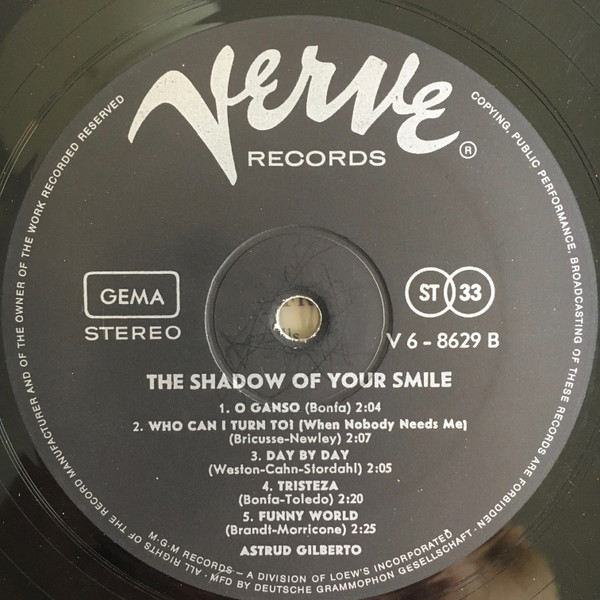 Verve
RECORDS ®
ALL RIGHTS OF THE RECORD MANUFACTURER AND OF THE OWNER OF THE WORK RECORDED RESERVED
COPYING, PUBLIC PERFORMANCE, BROADCASTING OF THESE RECORDS ARE FORBIDDEN
GEMA
STEREO
ST 33
V 6 - 8629 B
THE SHADOW OF YOUR SMILE
1. O GANSO (Bonfa) 2:04
2. WHO CAN I TURN TO? (When Nobody Needs Me)
(Bricusse-Newley) 2:07
3. DAY BY DAY
(Weston-Cahn-Stordahl) 2:05
4. TRISTEZA
(Bonfa-Toledo) 2:20
5. FUNNY WORLD
(Brandt-Morricone) 2:25
ASTRUD GILBERTO
M·G·M RECORDS — A DIVISION OF LOEW'S INCORPORATED
· MFD BY DEUTSCHE GRAMMOPHON GESELLSCHAFT ·